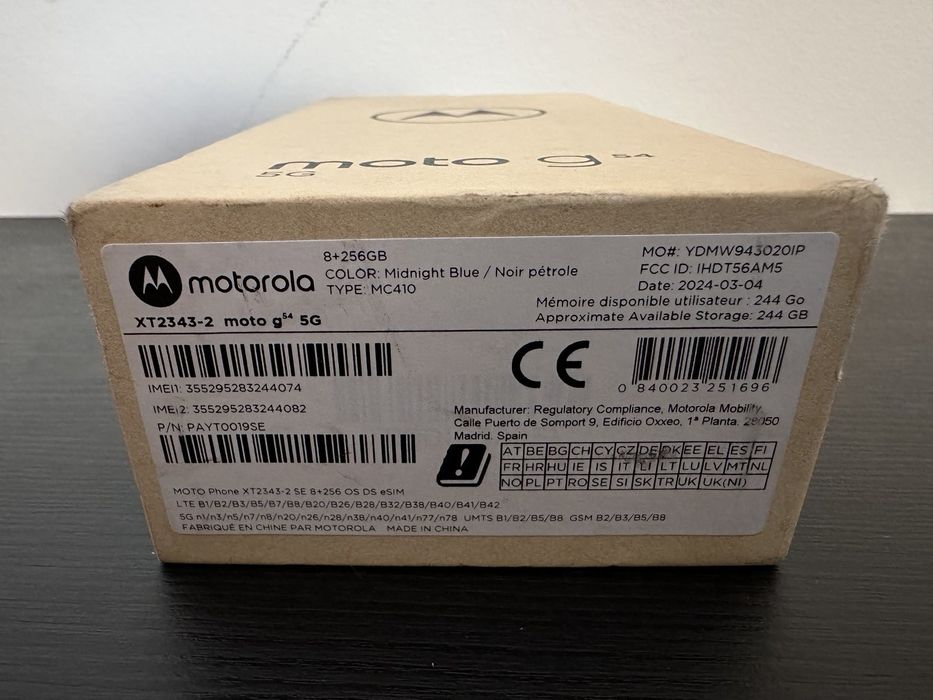 moto g 54
5G
motorola
8+256GB
COLOR: Midnight Blue / Noir pétrole
TYPE: MC410
MO#: YDMW943020IP
FCC ID: IHDT56AM5
Date: 2024-03-04
Mémoire disponible utilisateur : 244 Go
Approximate Available Storage: 244 GB
XT2343-2 moto g⁵⁴ 5G
IMEI1: 355295283244074
IMEI2: 355295283244082
P/N: PAYT0019SE
CE
0 840023 251696
Manufacturer: Regulatory Compliance, Motorola Mobility,
Calle Puerto de Somport 9, Edificio Oxxeo, 1ª Planta. 28050
Madrid. Spain
AT BE BG CH CY CZ DE DK EE EL ES FI
FR HR HU IE IS IT LI LT LU LV MT NL
NO PL PT RO SE SI SK TR UK UK(NI)
MOTO Phone XT2343-2 SE 8+256 OS DS eSIM
LTE B1/B2/B3/B5/B7/B8/B20/B26/B28/B32/B38/B40/B41/B42
5G n1/n3/n5/n7/n8/n20/n26/n28/n38/n40/n41/n77/n78 UMTS B1/B2/B5/B8 GSM B2/B3/B5/B8
FABRIQUÉ EN CHINE PAR MOTOROLA MADE IN CHINA